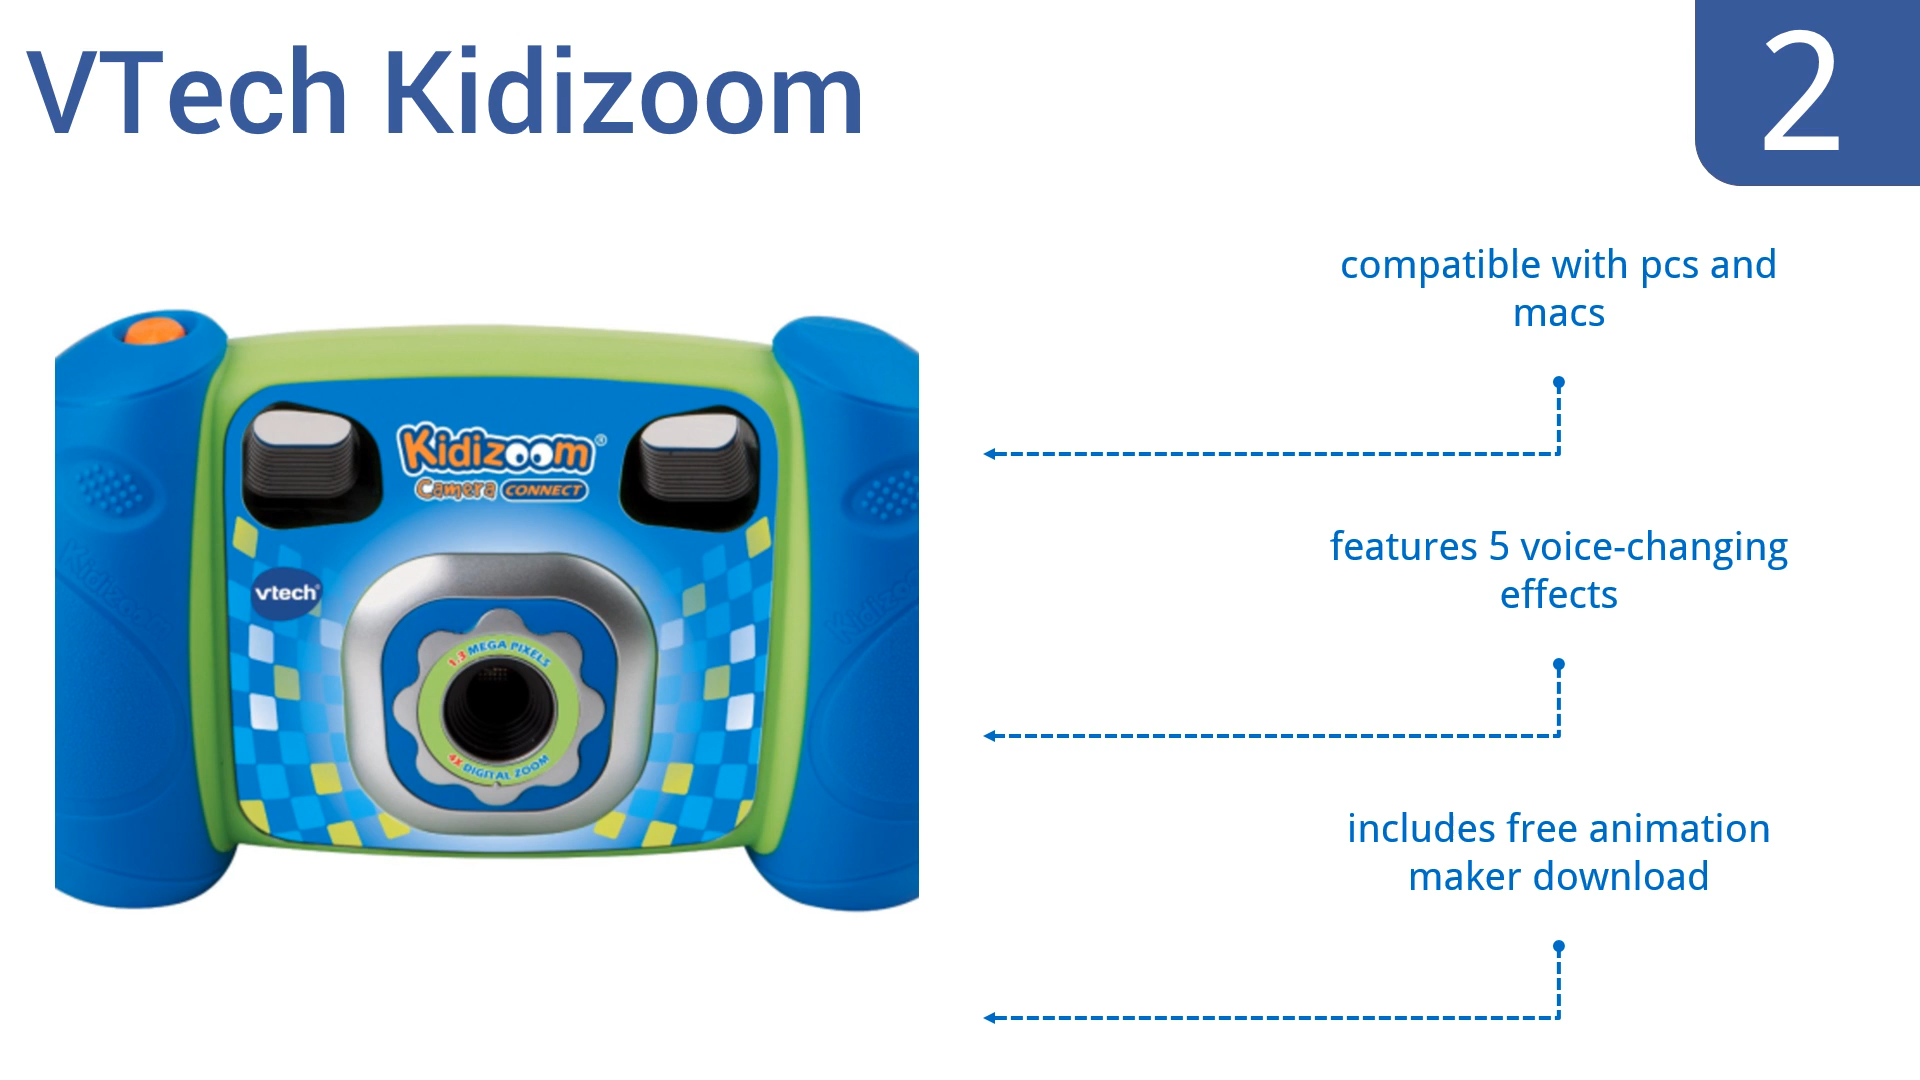 VTech Kidizoom
2
compatible with pcs and
macs
features 5 voice-changing
effects
includes free animation
maker download
Kidizoom®
Camera CONNECT
vtech®
1.3 MEGA PIXELS
4X DIGITAL ZOOM
Kidizoom